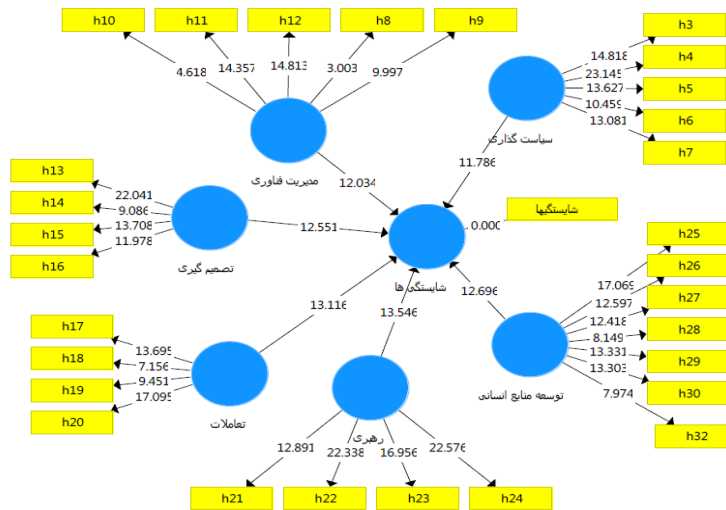 h10
h11
h12
h8
h9
4.618
14.357
14.813
3.003
9.997
مدیریت فناوری
12.034
h3
h4
h5
h6
h7
14.818
23.145
13.627
10.459
13.081
سیاست گذاری
11.786
h13
h14
h15
h16
22.041
9.086
13.708
11.978
تصمیم گیری
12.551
شایستگیها
0.000
شایستگی ها
h17
h18
h19
h20
13.695
7.156
9.451
17.095
تعاملات
13.116
h21
h22
h23
h24
12.891
22.338
16.956
22.576
رهبری
13.546
h25
h26
h27
h28
h29
h30
h32
17.069
12.597
12.418
8.149
13.331
13.303
7.974
توسعه منابع انسانی
12.696